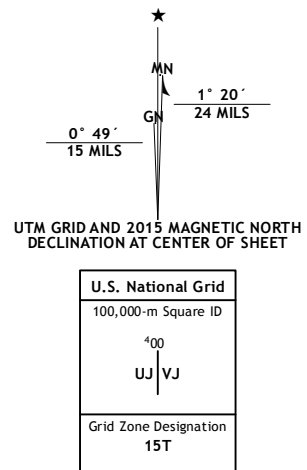 ★
MN
1° 20´
24 MILS
GN
0° 49´
15 MILS
UTM GRID AND 2015 MAGNETIC NORTH
DECLINATION AT CENTER OF SHEET
U.S. National Grid
100,000-m Square ID
⁴00
UJ VJ
Grid Zone Designation
15T